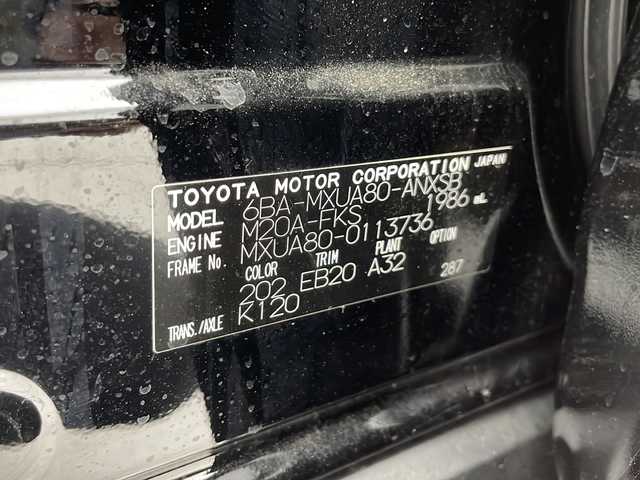 TOYOTA MOTOR CORPORATION JAPAN
MODEL 6BA-MXUA80-ANXSB
ENGINE M20A-FKS 1986 mL
FRAME No. MXUA80-0113736
COLOR TRIM PLANT OPTION
202 EB20 A32 287
TRANS./AXLE K120